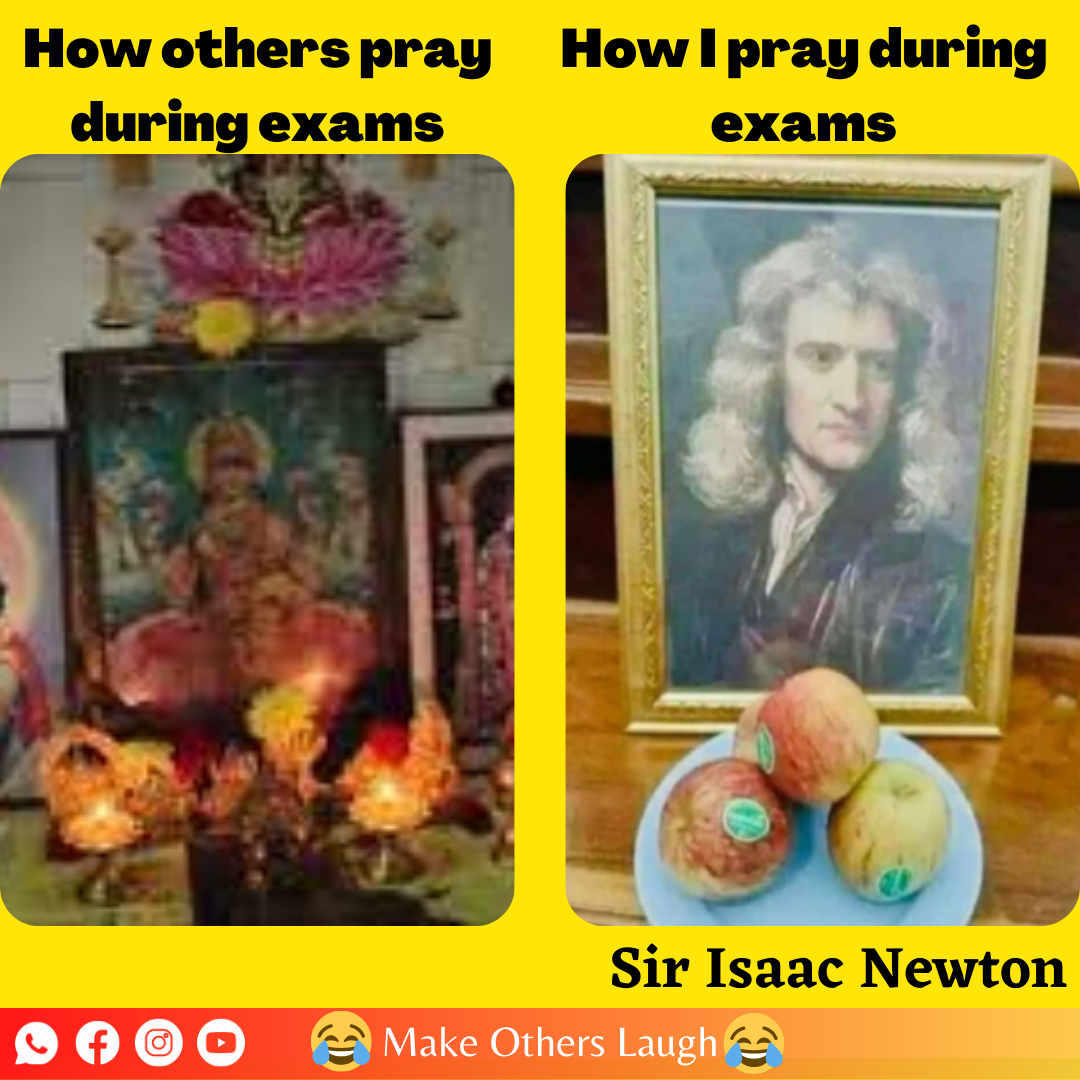 How others pray
during exams
How I pray during
exams
Sir Isaac Newton
Make Others Laugh